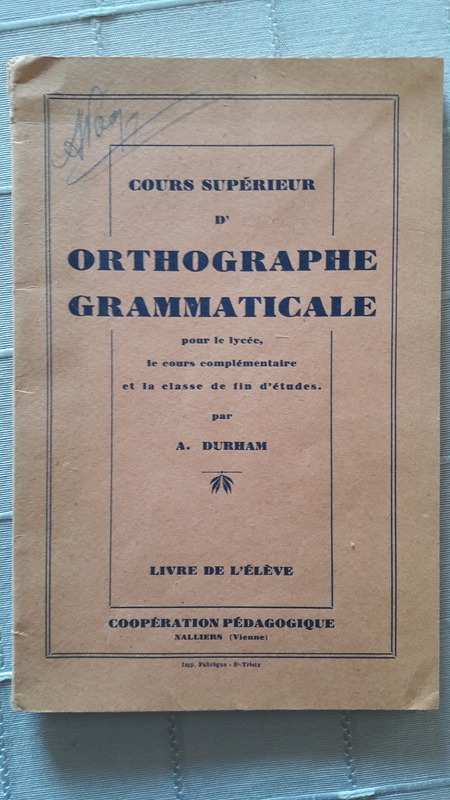 COURS SUPÉRIEUR
D'
ORTHOGRAPHE
GRAMMATICALE
pour le lycée,
le cours complémentaire
et la classe de fin d'études.
par
A. DURHAM
LIVRE DE L'ÉLÈVE
COOPÉRATION PÉDAGOGIQUE
NALLIERS (Vienne)
Imp. Fabrègue - St-Yrieix